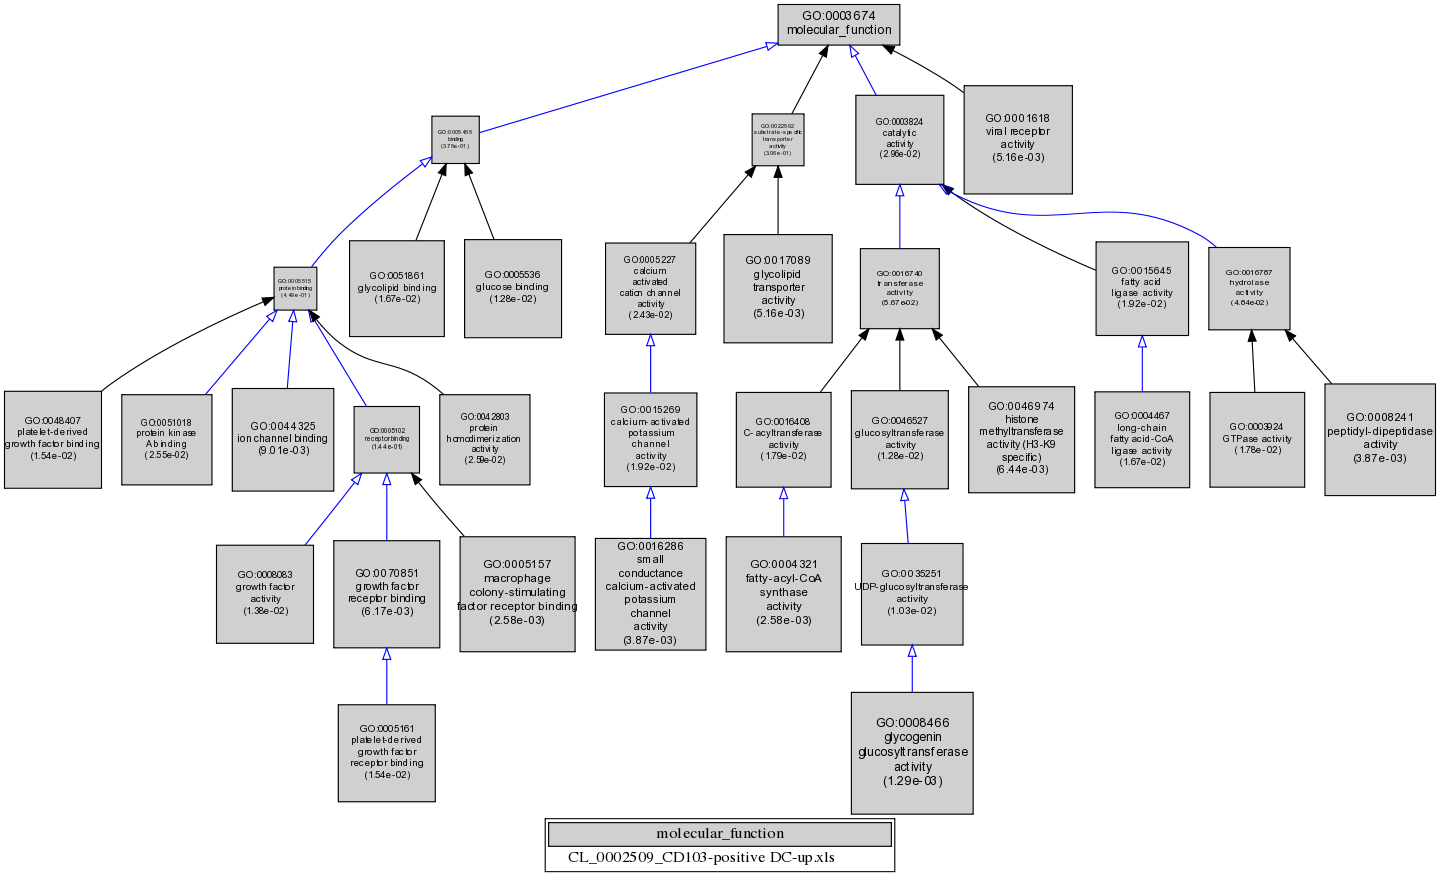 GO:0003674
molecular_function
GO:0005488
binding
(3.75e-01)
GO:0022892
substrate-specific
transporter
activity
(3.06e-01)
GO:0003824
catalytic
activity
(2.96e-02)
GO:0001618
viral receptor
activity
(5.16e-03)
GO:0005515
protein binding
(4.49e-01)
GO:0051861
glycolipid binding
(1.67e-02)
GO:0005536
glucose binding
(1.28e-02)
GO:0005227
calcium
activated
cation channel
activity
(2.43e-02)
GO:0017089
glycolipid
transporter
activity
(5.16e-03)
GO:0016740
transferase
activity
(5.67e-02)
GO:0015645
fatty acid
ligase activity
(1.92e-02)
GO:0016787
hydrolase
activity
(4.84e-02)
GO:0048407
platelet-derived
growth factor binding
(1.54e-02)
GO:0051018
protein kinase
A binding
(2.55e-02)
GO:0044325
ion channel binding
(9.01e-03)
GO:0005102
receptor binding
(1.44e-01)
GO:0042803
protein
homodimerization
activity
(2.59e-02)
GO:0015269
calcium-activated
potassium
channel
activity
(1.92e-02)
GO:0016408
C-acyltransferase
activity
(1.79e-02)
GO:0046527
glucosyltransferase
activity
(1.28e-02)
GO:0046974
histone
methyltransferase
activity (H3-K9
specific)
(6.44e-03)
GO:0004467
long-chain
fatty acid-CoA
ligase activity
(1.67e-02)
GO:0003924
GTPase activity
(1.78e-02)
GO:0008241
peptidyl-dipeptidase
activity
(3.87e-03)
GO:0008083
growth factor
activity
(1.38e-02)
GO:0070851
growth factor
receptor binding
(6.17e-03)
GO:0005157
macrophage
colony-stimulating
factor receptor binding
(2.58e-03)
GO:0016286
small
conductance
calcium-activated
potassium
channel
activity
(3.87e-03)
GO:0004321
fatty-acyl-CoA
synthase
activity
(2.58e-03)
GO:0035251
UDP-glucosyltransferase
activity
(1.03e-02)
GO:0005161
platelet-derived
growth factor
receptor binding
(1.54e-02)
GO:0008466
glycogenin
glucosyltransferase
activity
(1.29e-03)
molecular_function
CL_0002509_CD103-positive DC-up.xls